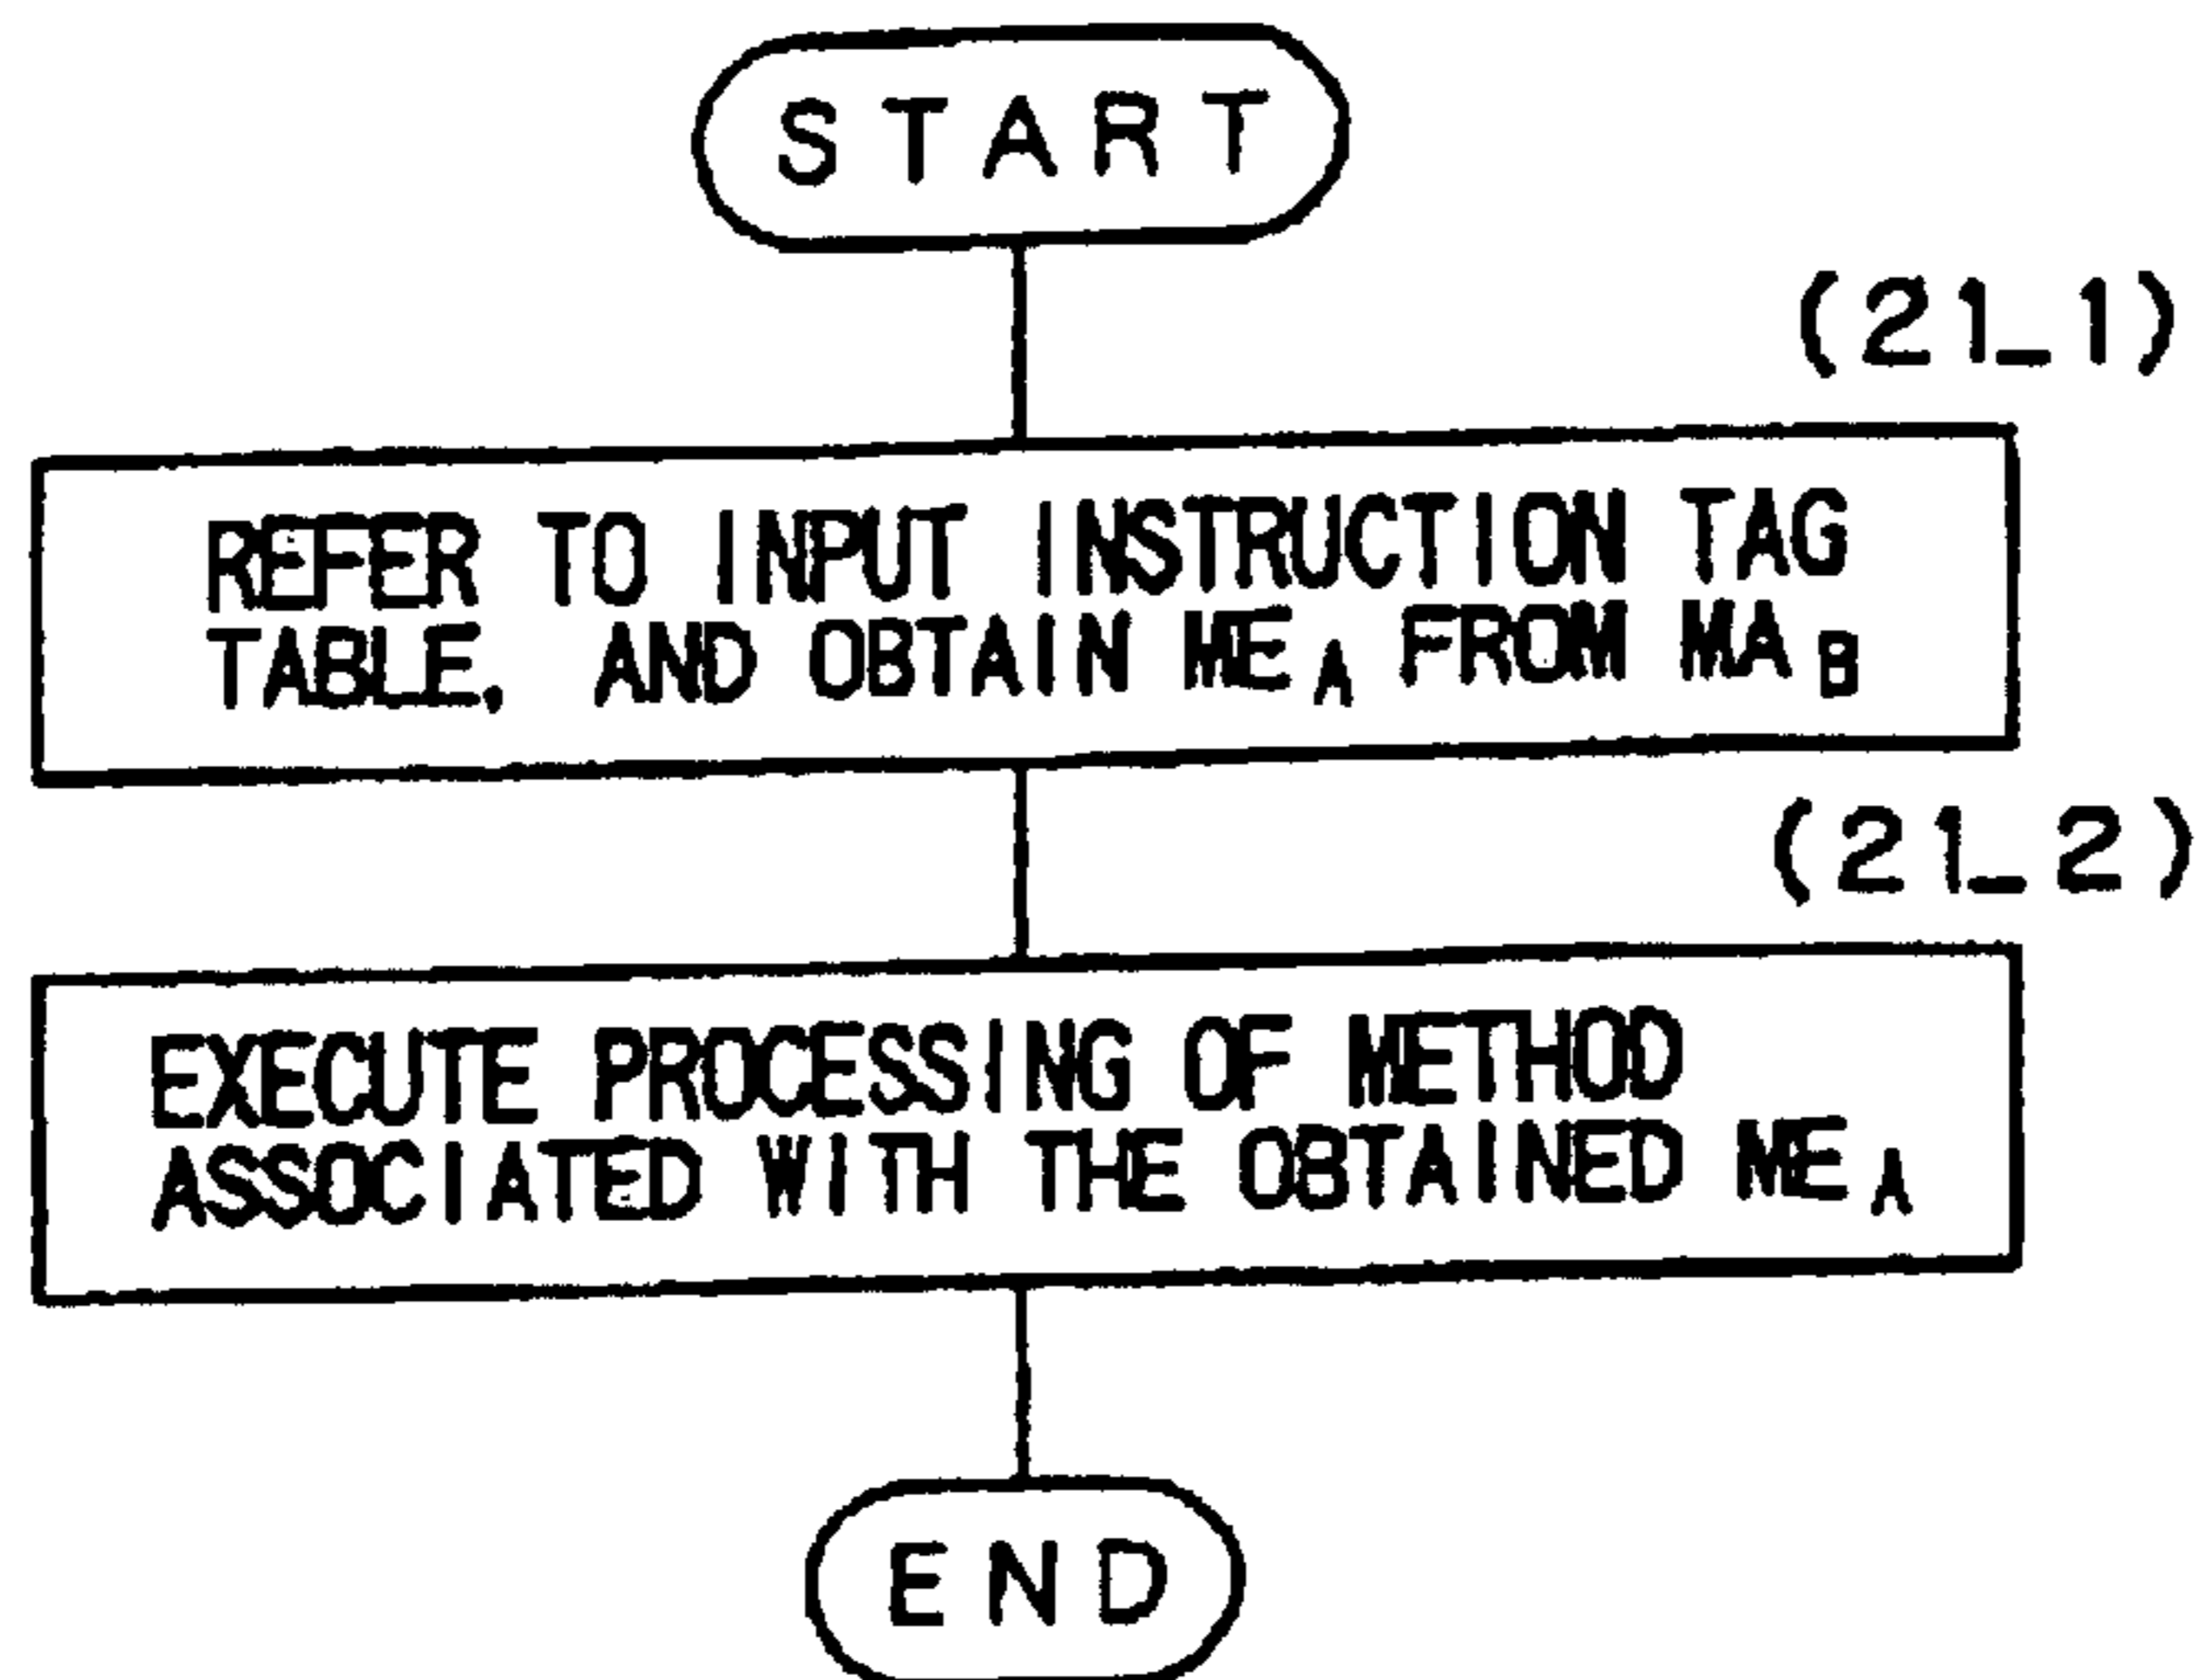 START
(21_1)
REFER TO INPUT INSTRUCTION TAG
TABLE, AND OBTAIN ME A FROM MA B
(21_2)
EXECUTE PROCESSING OF METHOD
ASSOCIATED WITH THE OBTAINED ME A
END